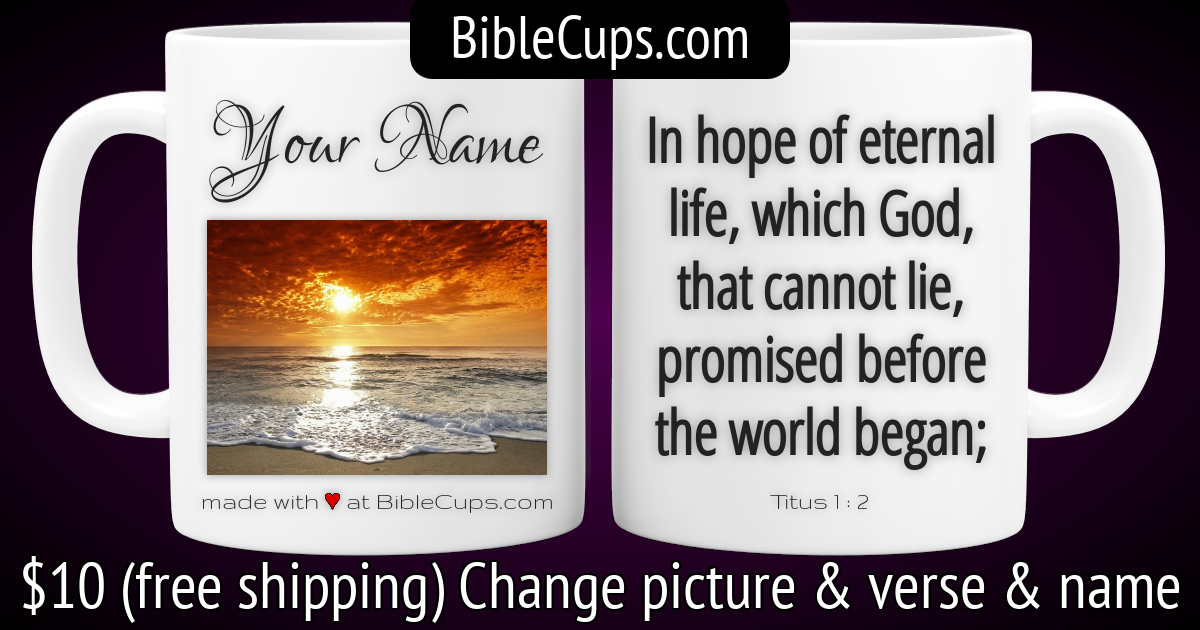 BibleCups.com
Your Name
made with ♥ at BibleCups.com
In hope of eternal
life, which God,
that cannot lie,
promised before
the world began;
Titus 1 : 2
$10 (free shipping) Change picture & verse & name